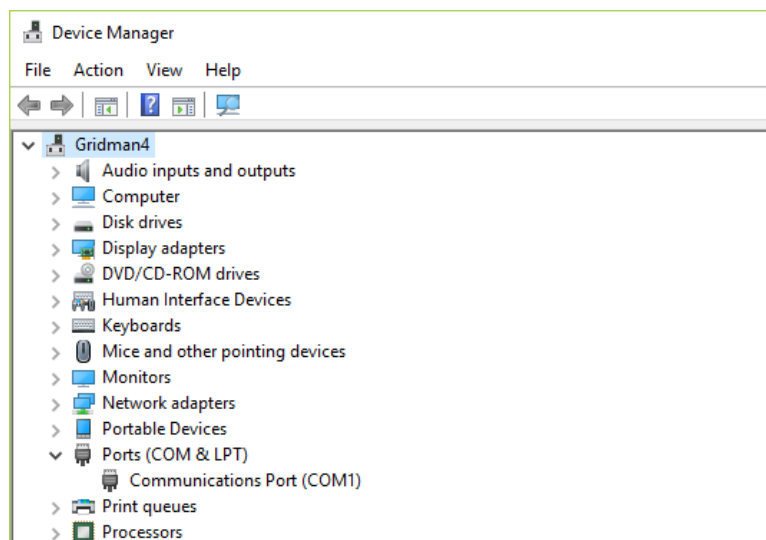 Device Manager
File Action View Help
Gridman4
Audio inputs and outputs
Computer
Disk drives
Display adapters
DVD/CD-ROM drives
Human Interface Devices
Keyboards
Mice and other pointing devices
Monitors
Network adapters
Portable Devices
Ports (COM & LPT)
Communications Port (COM1)
Print queues
Processors